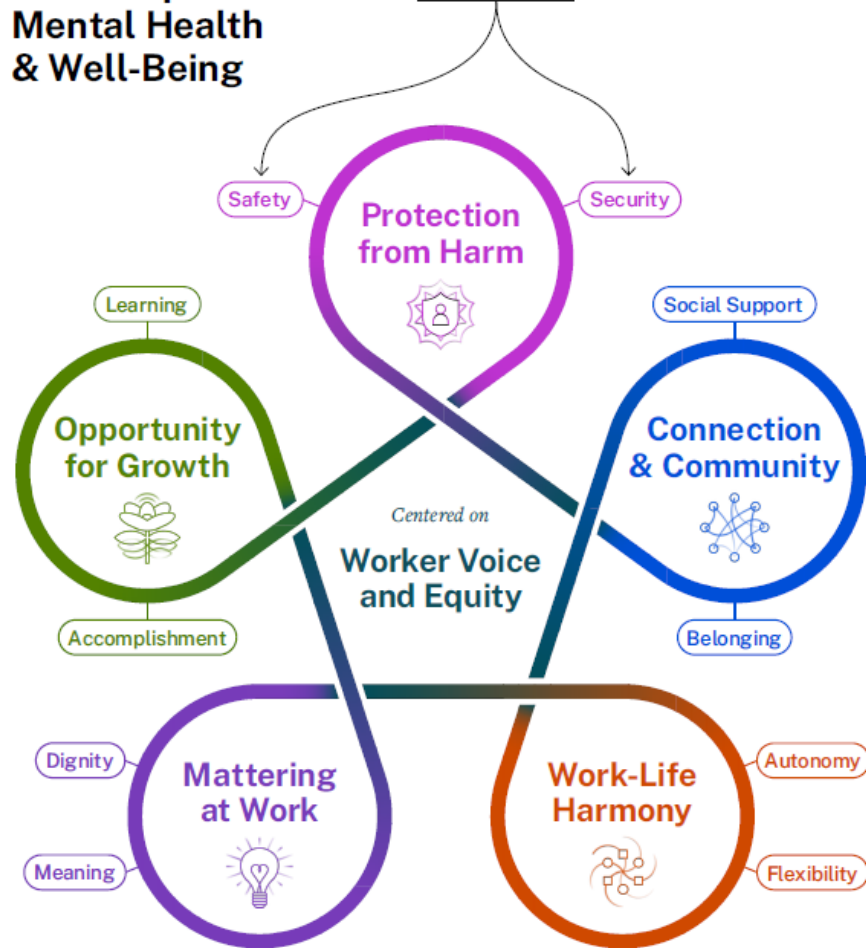 Mental Health
& Well-Being
Safety
Security
Protection
from Harm
Learning
Social Support
Opportunity
for Growth
Connection
& Community
Centered on
Worker Voice
and Equity
Accomplishment
Belonging
Dignity
Autonomy
Mattering
at Work
Work-Life
Harmony
Meaning
Flexibility